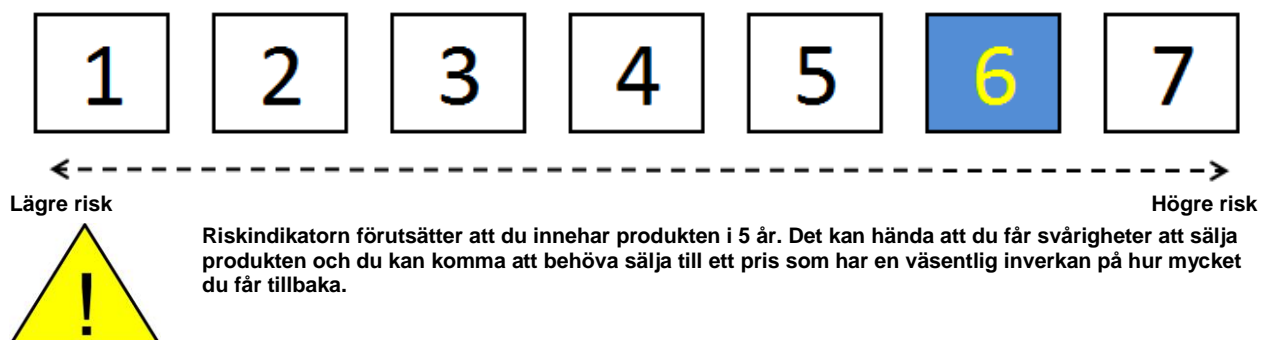 1 2 3 4 5 6 7
Lägre risk Högre risk
!
Riskindikatorn förutsätter att du innehar produkten i 5 år. Det kan hända att du får svårigheter att sälja
produkten och du kan komma att behöva sälja till ett pris som har en väsentlig inverkan på hur mycket
du får tillbaka.